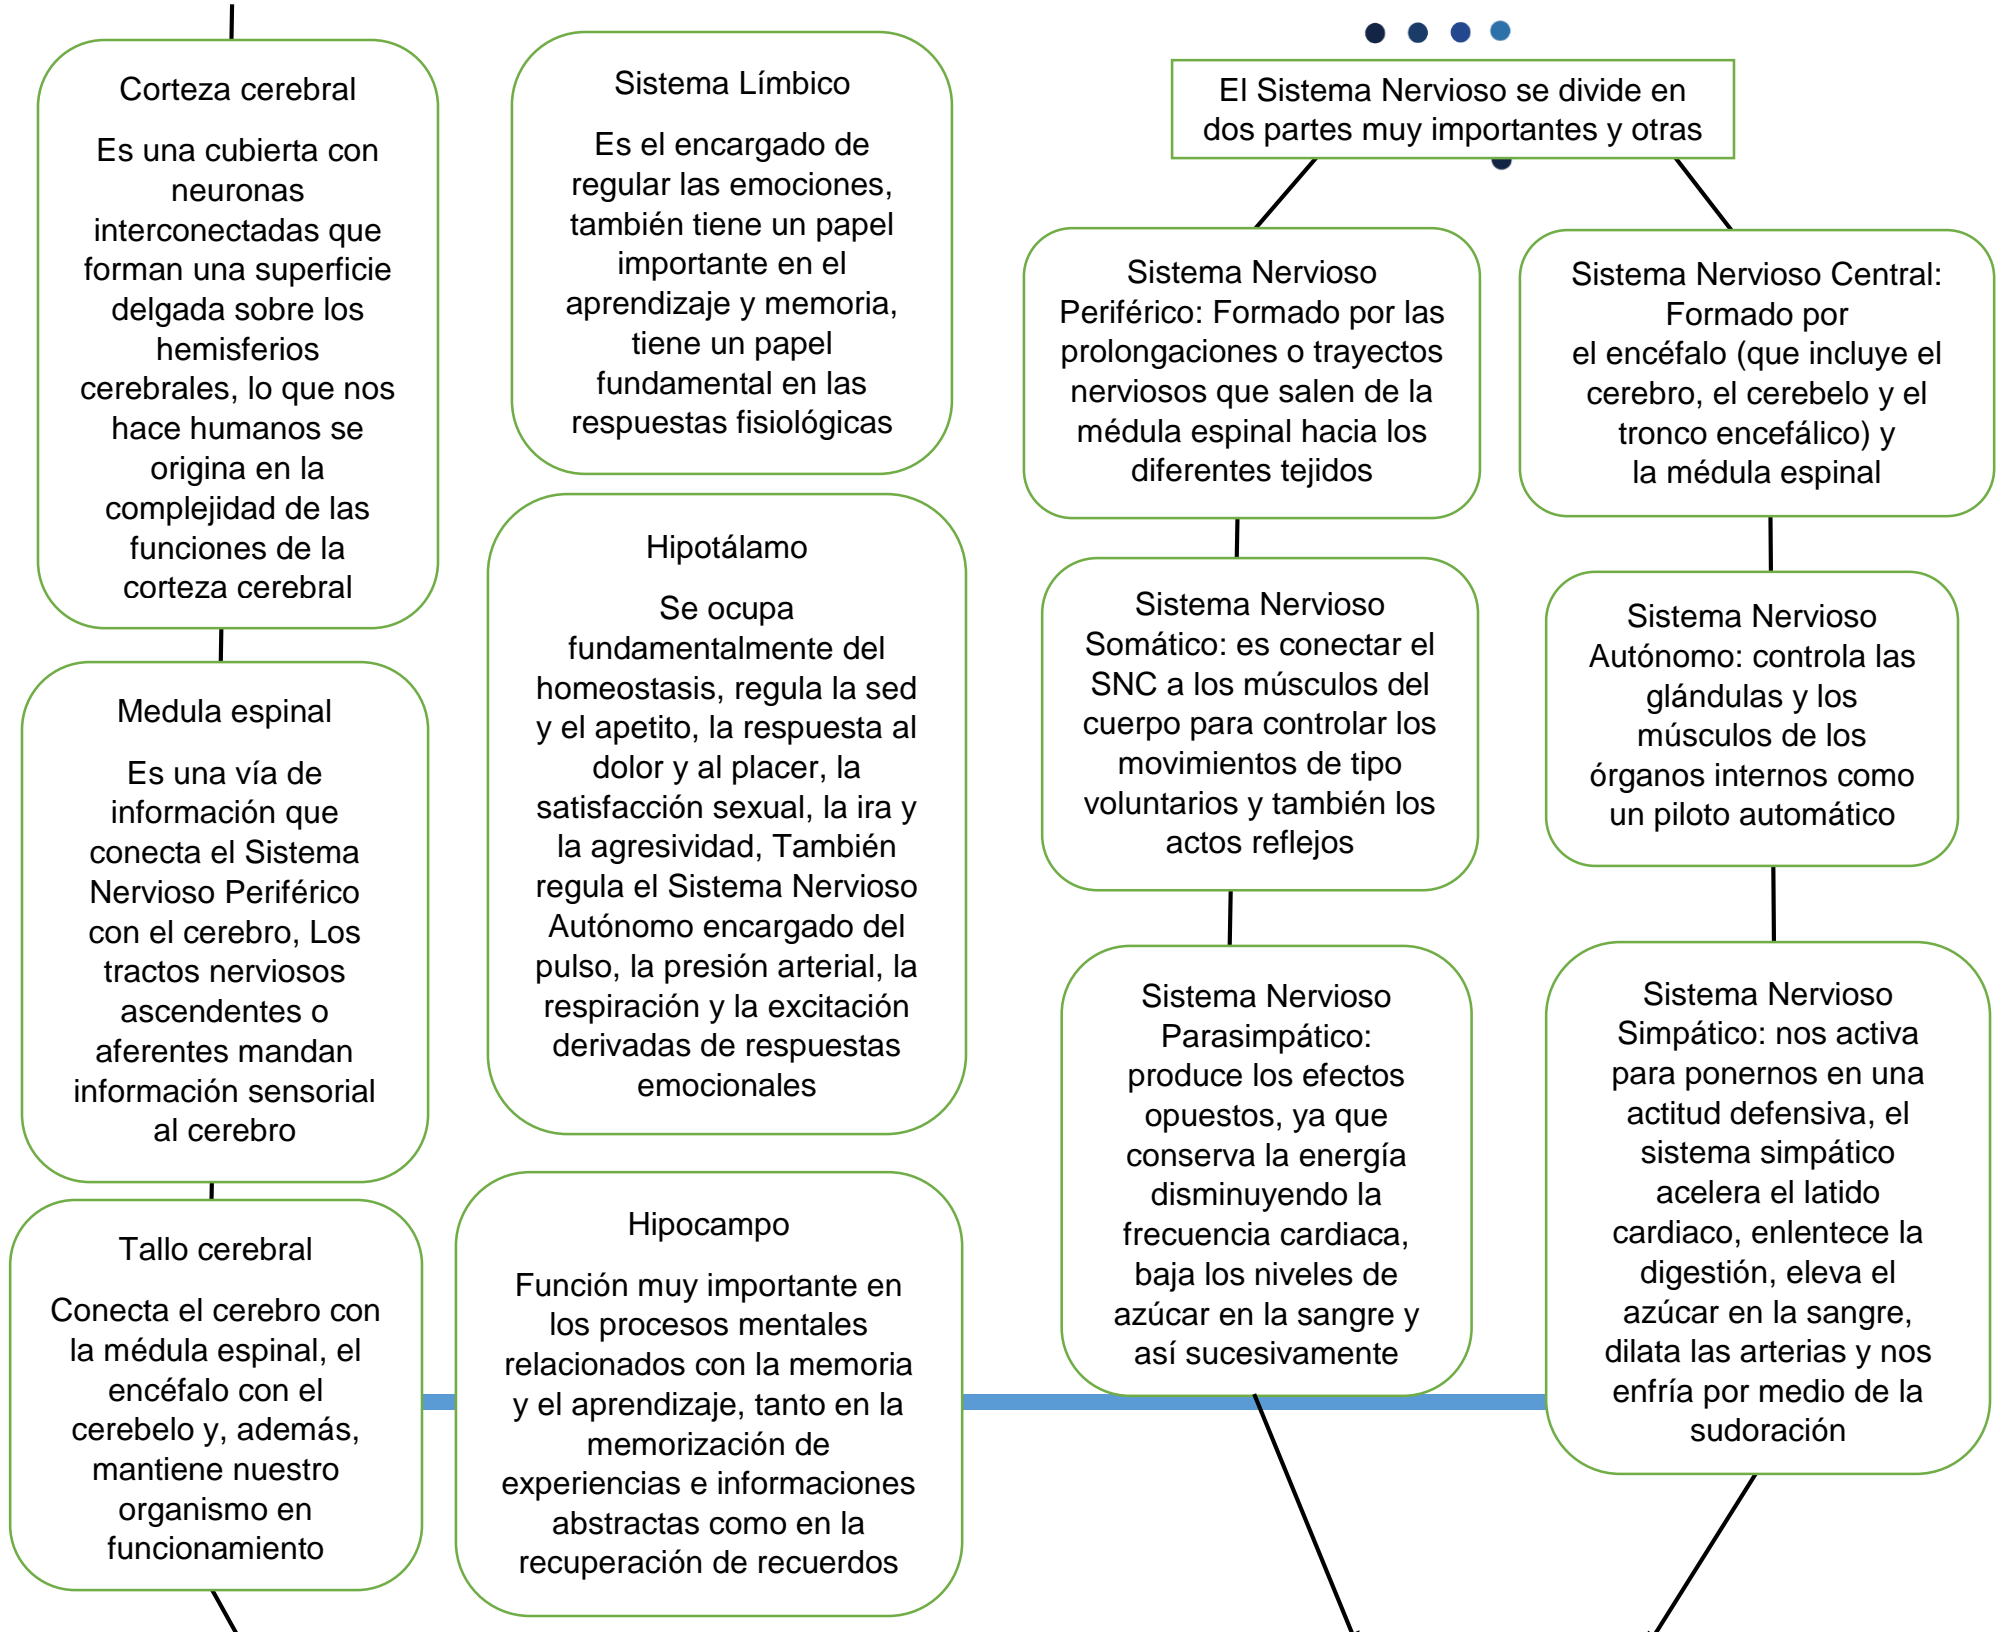 Corteza cerebral
Es una cubierta con
neuronas
interconectadas que
forman una superficie
delgada sobre los
hemisferios
cerebrales, lo que nos
hace humanos se
origina en la
complejidad de las
funciones de la
corteza cerebral
Medula espinal
Es una vía de
información que
conecta el Sistema
Nervioso Periférico
con el cerebro, Los
tractos nerviosos
ascendentes o
aferentes mandan
información sensorial
al cerebro
Tallo cerebral
Conecta el cerebro con
la médula espinal, el
encéfalo con el
cerebelo y, además,
mantiene nuestro
organismo en
funcionamiento
Sistema Límbico
Es el encargado de
regular las emociones,
también tiene un papel
importante en el
aprendizaje y memoria,
tiene un papel
fundamental en las
respuestas fisiológicas
Hipotálamo
Se ocupa
fundamentalmente del
homeostasis, regula la sed
y el apetito, la respuesta al
dolor y al placer, la
satisfacción sexual, la ira y
la agresividad, También
regula el Sistema Nervioso
Autónomo encargado del
pulso, la presión arterial, la
respiración y la excitación
derivadas de respuestas
emocionales
Hipocampo
Función muy importante en
los procesos mentales
relacionados con la memoria
y el aprendizaje, tanto en la
memorización de
experiencias e informaciones
abstractas como en la
recuperación de recuerdos
El Sistema Nervioso se divide en
dos partes muy importantes y otras
Sistema Nervioso
Periférico: Formado por las
prolongaciones o trayectos
nerviosos que salen de la
médula espinal hacia los
diferentes tejidos
Sistema Nervioso
Somático: es conectar el
SNC a los músculos del
cuerpo para controlar los
movimientos de tipo
voluntarios y también los
actos reflejos
Sistema Nervioso
Parasimpático:
produce los efectos
opuestos, ya que
conserva la energía
disminuyendo la
frecuencia cardiaca,
baja los niveles de
azúcar en la sangre y
así sucesivamente
Sistema Nervioso Central:
Formado por
el encéfalo (que incluye el
cerebro, el cerebelo y el
tronco encefálico) y
la médula espinal
Sistema Nervioso
Autónomo: controla las
glándulas y los
músculos de los
órganos internos como
un piloto automático
Sistema Nervioso
Simpático: nos activa
para ponernos en una
actitud defensiva, el
sistema simpático
acelera el latido
cardiaco, enlentece la
digestión, eleva el
azúcar en la sangre,
dilata las arterias y nos
enfría por medio de la
sudoración